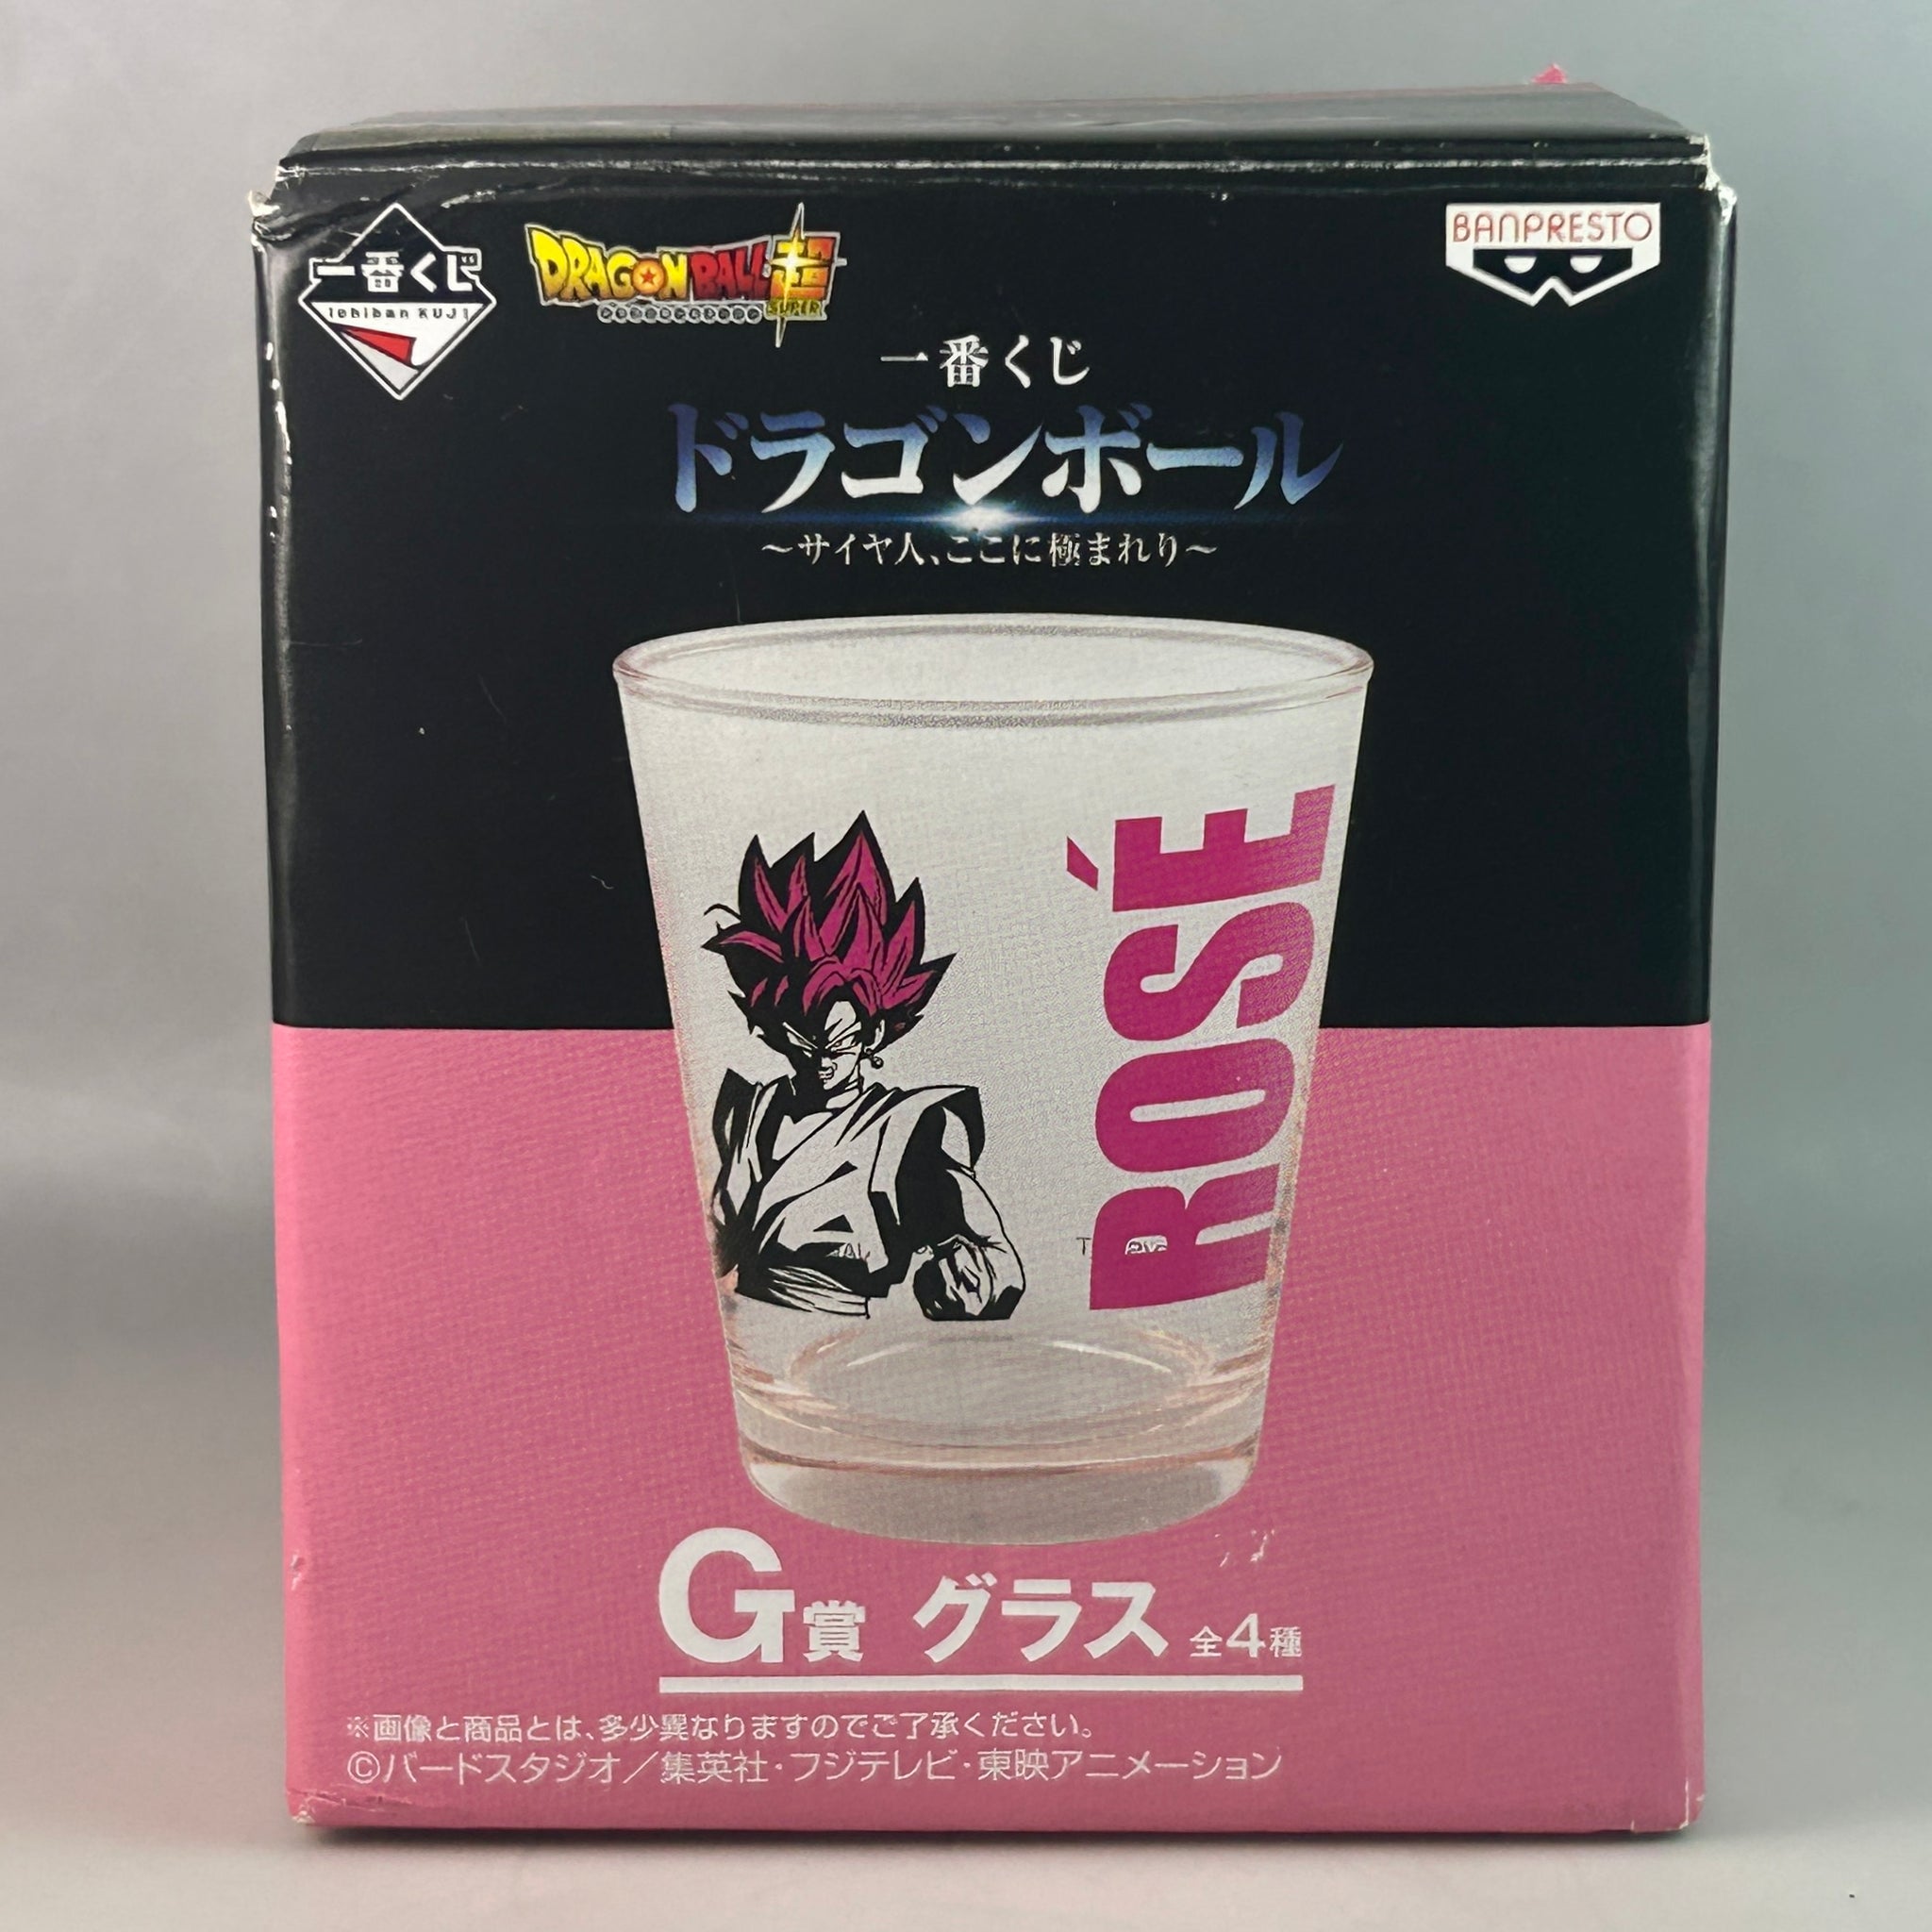 一番くじ
Ichiban KUJI
DRAGON BALL 超
SUPER
BANPRESTO
一番くじ
ドラゴンボール
～サイヤ人、ここに極まれり～
ROSÉ
G賞 グラス 全4種
※画像と商品とは、多少異なりますのでご了承ください。
©バードスタジオ／集英社・フジテレビ・東映アニメーション